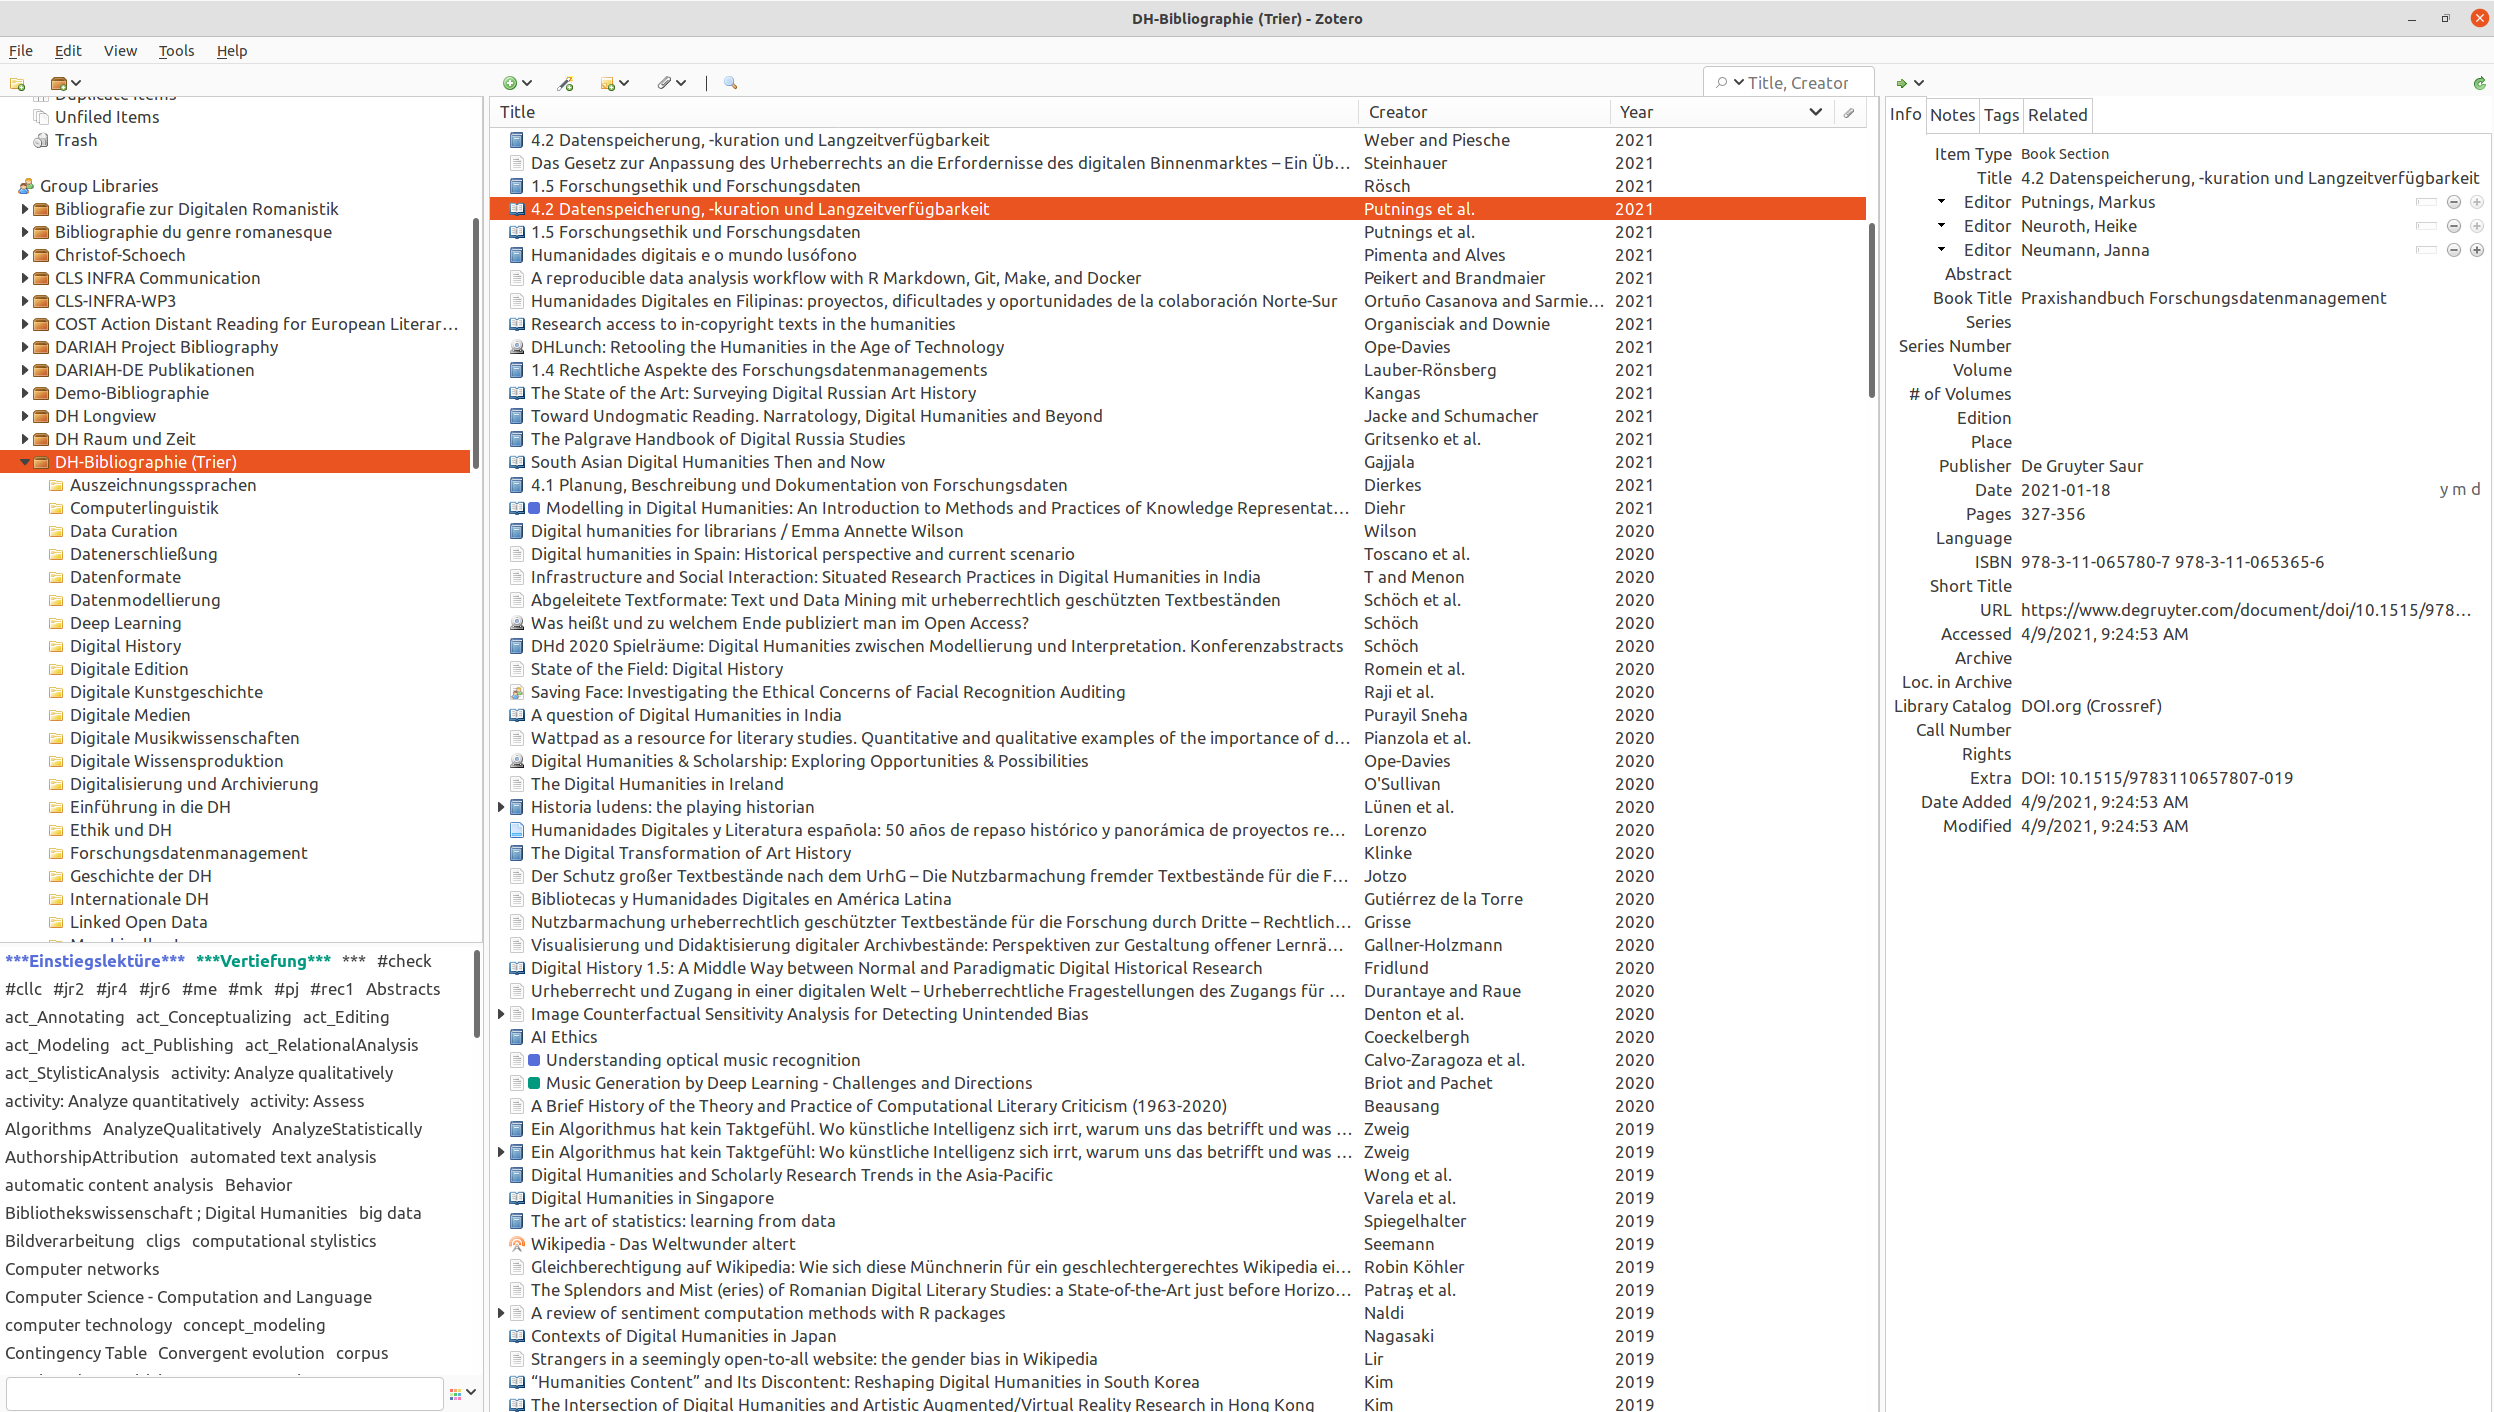 DH-Bibliographie (Trier) - Zotero
File Edit View Tools Help
Title, Creator
Duplicate Items
Unfiled Items
Trash
Group Libraries
Bibliografie zur Digitalen Romanistik
Bibliographie du genre romanesque
Christof-Schoech
CLS INFRA Communication
CLS-INFRA-WP3
COST Action Distant Reading for European Literar…
DARIAH Project Bibliography
DARIAH-DE Publikationen
Demo-Bibliographie
DH Longview
DH Raum und Zeit
DH-Bibliographie (Trier)
Auszeichnungssprachen
Computerlinguistik
Data Curation
Datenerschließung
Datenformate
Datenmodellierung
Deep Learning
Digital History
Digitale Edition
Digitale Kunstgeschichte
Digitale Medien
Digitale Musikwissenschaften
Digitale Wissensproduktion
Digitalisierung und Archivierung
Einführung in die DH
Ethik und DH
Forschungsdatenmanagement
Geschichte der DH
Internationale DH
Linked Open Data
***Einstiegslektüre*** ***Vertiefung*** *** #check
#cllc #jr2 #jr4 #jr6 #me #mk #pj #rec1 Abstracts
act_Annotating act_Conceptualizing act_Editing
act_Modeling act_Publishing act_RelationalAnalysis
act_StylisticAnalysis activity: Analyze qualitatively
activity: Analyze quantitatively activity: Assess
Algorithms AnalyzeQualitatively AnalyzeStatistically
AuthorshipAttribution automated text analysis
automatic content analysis Behavior
Bibliothekswissenschaft ; Digital Humanities big data
Bildverarbeitung cligs computational stylistics
Computer networks
Computer Science - Computation and Language
computer technology concept_modeling
Contingency Table Convergent evolution corpus
Title Creator Year
4.2 Datenspeicherung, -kuration und Langzeitverfügbarkeit Weber and Piesche 2021
Das Gesetz zur Anpassung des Urheberrechts an die Erfordernisse des digitalen Binnenmarktes – Ein Üb… Steinhauer 2021
1.5 Forschungsethik und Forschungsdaten Rösch 2021
4.2 Datenspeicherung, -kuration und Langzeitverfügbarkeit Putnings et al. 2021
1.5 Forschungsethik und Forschungsdaten Putnings et al. 2021
Humanidades digitais e o mundo lusófono Pimenta and Alves 2021
A reproducible data analysis workflow with R Markdown, Git, Make, and Docker Peikert and Brandmaier 2021
Humanidades Digitales en Filipinas: proyectos, dificultades y oportunidades de la colaboración Norte-Sur Ortuño Casanova and Sarmie… 2021
Research access to in-copyright texts in the humanities Organisciak and Downie 2021
DHLunch: Retooling the Humanities in the Age of Technology Ope-Davies 2021
1.4 Rechtliche Aspekte des Forschungsdatenmanagements Lauber-Rönsberg 2021
The State of the Art: Surveying Digital Russian Art History Kangas 2021
Toward Undogmatic Reading. Narratology, Digital Humanities and Beyond Jacke and Schumacher 2021
The Palgrave Handbook of Digital Russia Studies Gritsenko et al. 2021
South Asian Digital Humanities Then and Now Gajjala 2021
4.1 Planung, Beschreibung und Dokumentation von Forschungsdaten Dierkes 2021
Modelling in Digital Humanities: An Introduction to Methods and Practices of Knowledge Representat… Diehr 2021
Digital humanities for librarians / Emma Annette Wilson Wilson 2020
Digital humanities in Spain: Historical perspective and current scenario Toscano et al. 2020
Infrastructure and Social Interaction: Situated Research Practices in Digital Humanities in India T and Menon 2020
Abgeleitete Textformate: Text und Data Mining mit urheberrechtlich geschützten Textbeständen Schöch et al. 2020
Was heißt und zu welchem Ende publiziert man im Open Access? Schöch 2020
DHd 2020 Spielräume: Digital Humanities zwischen Modellierung und Interpretation. Konferenzabstracts Schöch 2020
State of the Field: Digital History Romein et al. 2020
Saving Face: Investigating the Ethical Concerns of Facial Recognition Auditing Raji et al. 2020
A question of Digital Humanities in India Purayil Sneha 2020
Wattpad as a resource for literary studies. Quantitative and qualitative examples of the importance of d… Pianzola et al. 2020
Digital Humanities & Scholarship: Exploring Opportunities & Possibilities Ope-Davies 2020
The Digital Humanities in Ireland O'Sullivan 2020
Historia ludens: the playing historian Lünen et al. 2020
Humanidades Digitales y Literatura española: 50 años de repaso histórico y panorámica de proyectos re… Lorenzo 2020
The Digital Transformation of Art History Klinke 2020
Der Schutz großer Textbestände nach dem UrhG – Die Nutzbarmachung fremder Textbestände für die F… Jotzo 2020
Bibliotecas y Humanidades Digitales en América Latina Gutiérrez de la Torre 2020
Nutzbarmachung urheberrechtlich geschützter Textbestände für die Forschung durch Dritte – Rechtlich… Grisse 2020
Visualisierung und Didaktisierung digitaler Archivbestände: Perspektiven zur Gestaltung offener Lernrä… Gallner-Holzmann 2020
Digital History 1.5: A Middle Way between Normal and Paradigmatic Digital Historical Research Fridlund 2020
Urheberrecht und Zugang in einer digitalen Welt – Urheberrechtliche Fragestellungen des Zugangs für … Durantaye and Raue 2020
Image Counterfactual Sensitivity Analysis for Detecting Unintended Bias Denton et al. 2020
AI Ethics Coeckelbergh 2020
Understanding optical music recognition Calvo-Zaragoza et al. 2020
Music Generation by Deep Learning - Challenges and Directions Briot and Pachet 2020
A Brief History of the Theory and Practice of Computational Literary Criticism (1963-2020) Beausang 2020
Ein Algorithmus hat kein Taktgefühl. Wo künstliche Intelligenz sich irrt, warum uns das betrifft und was … Zweig 2019
Ein Algorithmus hat kein Taktgefühl: Wo künstliche Intelligenz sich irrt, warum uns das betrifft und was … Zweig 2019
Digital Humanities and Scholarly Research Trends in the Asia-Pacific Wong et al. 2019
Digital Humanities in Singapore Varela et al. 2019
The art of statistics: learning from data Spiegelhalter 2019
Wikipedia - Das Weltwunder altert Seemann 2019
Gleichberechtigung auf Wikipedia: Wie sich diese Münchnerin für ein geschlechtergerechtes Wikipedia ei… Robin Köhler 2019
The Splendors and Mist (eries) of Romanian Digital Literary Studies: a State-of-the-Art just before Horizo… Patraş et al. 2019
A review of sentiment computation methods with R packages Naldi 2019
Contexts of Digital Humanities in Japan Nagasaki 2019
Strangers in a seemingly open-to-all website: the gender bias in Wikipedia Lir 2019
“Humanities Content” and Its Discontent: Reshaping Digital Humanities in South Korea Kim 2019
The Intersection of Digital Humanities and Artistic Augmented/Virtual Reality Research in Hong Kong Kim 2019
Info Notes Tags Related
Item Type Book Section
Title 4.2 Datenspeicherung, -kuration und Langzeitverfügbarkeit
Editor Putnings, Markus
Editor Neuroth, Heike
Editor Neumann, Janna
Abstract
Book Title Praxishandbuch Forschungsdatenmanagement
Series
Series Number
Volume
# of Volumes
Edition
Place
Publisher De Gruyter Saur
Date 2021-01-18 y m d
Pages 327-356
Language
ISBN 978-3-11-065780-7 978-3-11-065365-6
Short Title
URL https://www.degruyter.com/document/doi/10.1515/978…
Accessed 4/9/2021, 9:24:53 AM
Archive
Loc. in Archive
Library Catalog DOI.org (Crossref)
Call Number
Rights
Extra DOI: 10.1515/9783110657807-019
Date Added 4/9/2021, 9:24:53 AM
Modified 4/9/2021, 9:24:53 AM